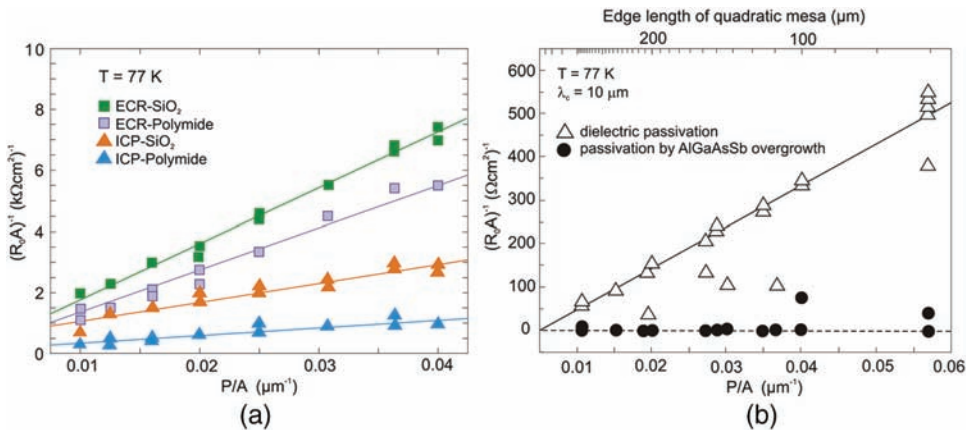 10
8
6
4
2
0
(R₀A)⁻¹ (kΩcm²)⁻¹
T = 77 K
ECR-SiO₂
ECR-Polymide
ICP-SiO₂
ICP-Polymide
0.01 0.02 0.03 0.04
P/A (μm⁻¹)
(a)
Edge length of quadratic mesa (μm)
200 100
600
500
400
300
200
100
0
(R₀A)⁻¹ (Ωcm²)⁻¹
T = 77 K
λc = 10 μm
dielectric passivation
passivation by AlGaAsSb overgrowth
0.01 0.02 0.03 0.04 0.05 0.06
P/A (μm⁻¹)
(b)